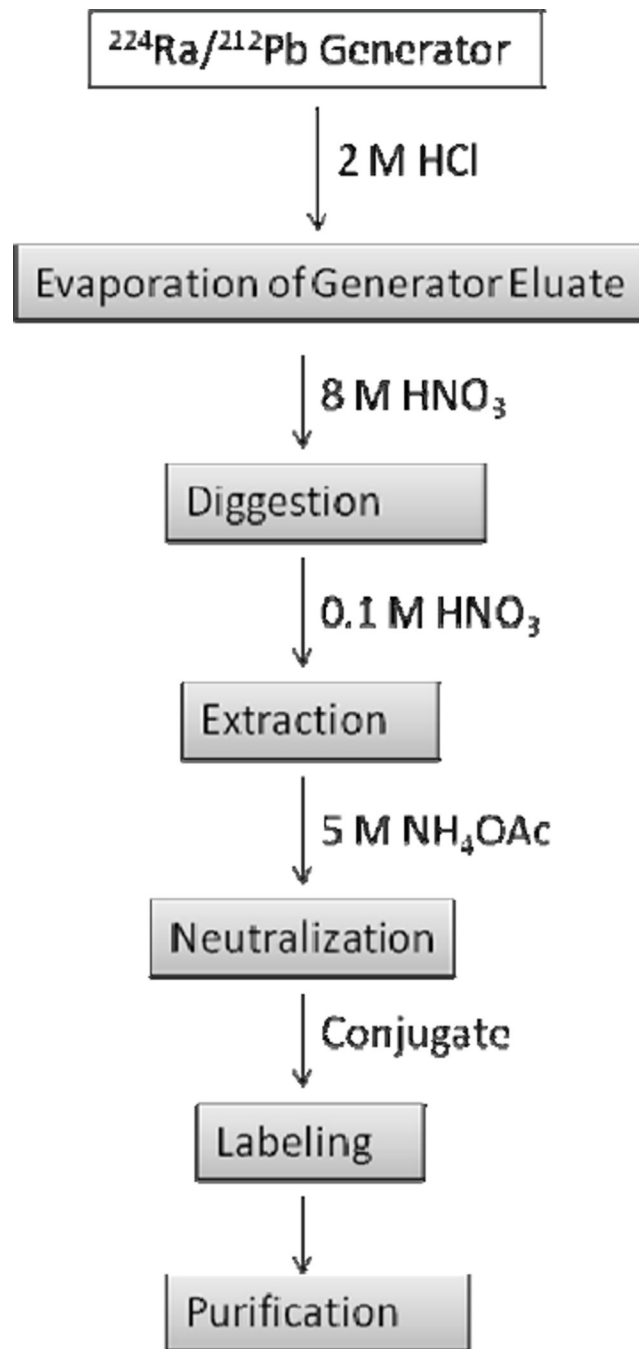 ²²⁴Ra/²¹²Pb Generator
2 M HCl
Evaporation of Generator Eluate
8 M HNO₃
Diggestion
0.1 M HNO₃
Extraction
5 M NH₄OAc
Neutralization
Conjugate
Labeling
Purification